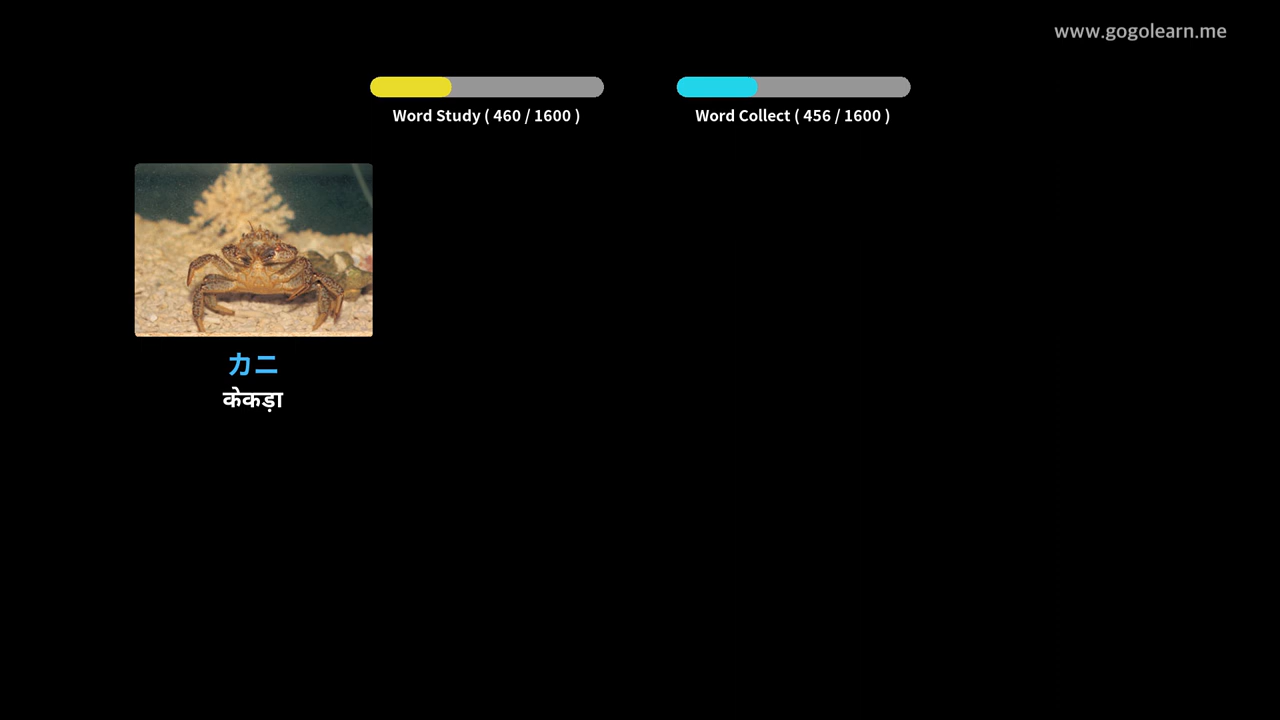 www.gogolearn.me
Word Study ( 460 / 1600 )
Word Collect ( 456 / 1600 )
カニ
केकड़ा